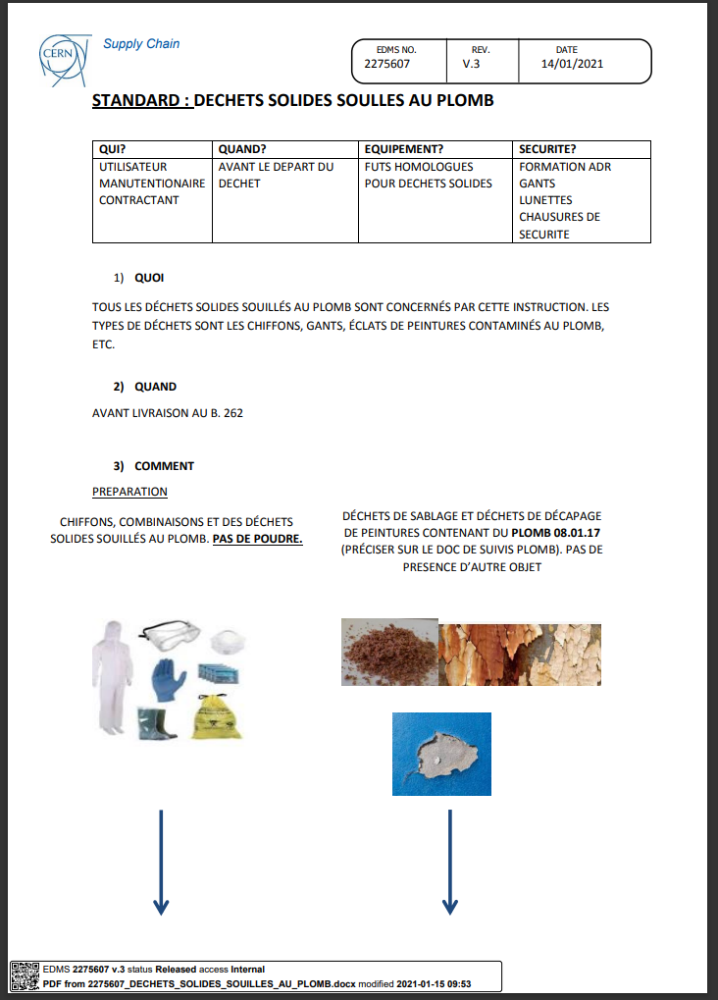 CERN
Supply Chain
EDMS NO. REV. DATE
2275607 V.3 14/01/2021
STANDARD : DECHETS SOLIDES SOULLES AU PLOMB
QUI? QUAND? EQUIPEMENT? SECURITE?
UTILISATEUR AVANT LE DEPART DU FUTS HOMOLOGUES FORMATION ADR
MANUTENTIONAIRE DECHET POUR DECHETS SOLIDES GANTS
CONTRACTANT LUNETTES
CHAUSURES DE
SECURITE
1) QUOI
TOUS LES DÉCHETS SOLIDES SOUILLÉS AU PLOMB SONT CONCERNÉS PAR CETTE INSTRUCTION. LES
TYPES DE DÉCHETS SONT LES CHIFFONS, GANTS, ÉCLATS DE PEINTURES CONTAMINÉS AU PLOMB,
ETC.
2) QUAND
AVANT LIVRAISON AU B. 262
3) COMMENT
PREPARATION
CHIFFONS, COMBINAISONS ET DES DÉCHETS
SOLIDES SOUILLÉS AU PLOMB. PAS DE POUDRE.
DÉCHETS DE SABLAGE ET DÉCHETS DE DÉCAPAGE
DE PEINTURES CONTENANT DU PLOMB 08.01.17
(PRÉCISER SUR LE DOC DE SUIVIS PLOMB). PAS DE
PRESENCE D'AUTRE OBJET
EDMS 2275607 v.3 status Released access Internal
PDF from 2275607_DECHETS_SOLIDES_SOUILLES_AU_PLOMB.docx modified 2021-01-15 09:53